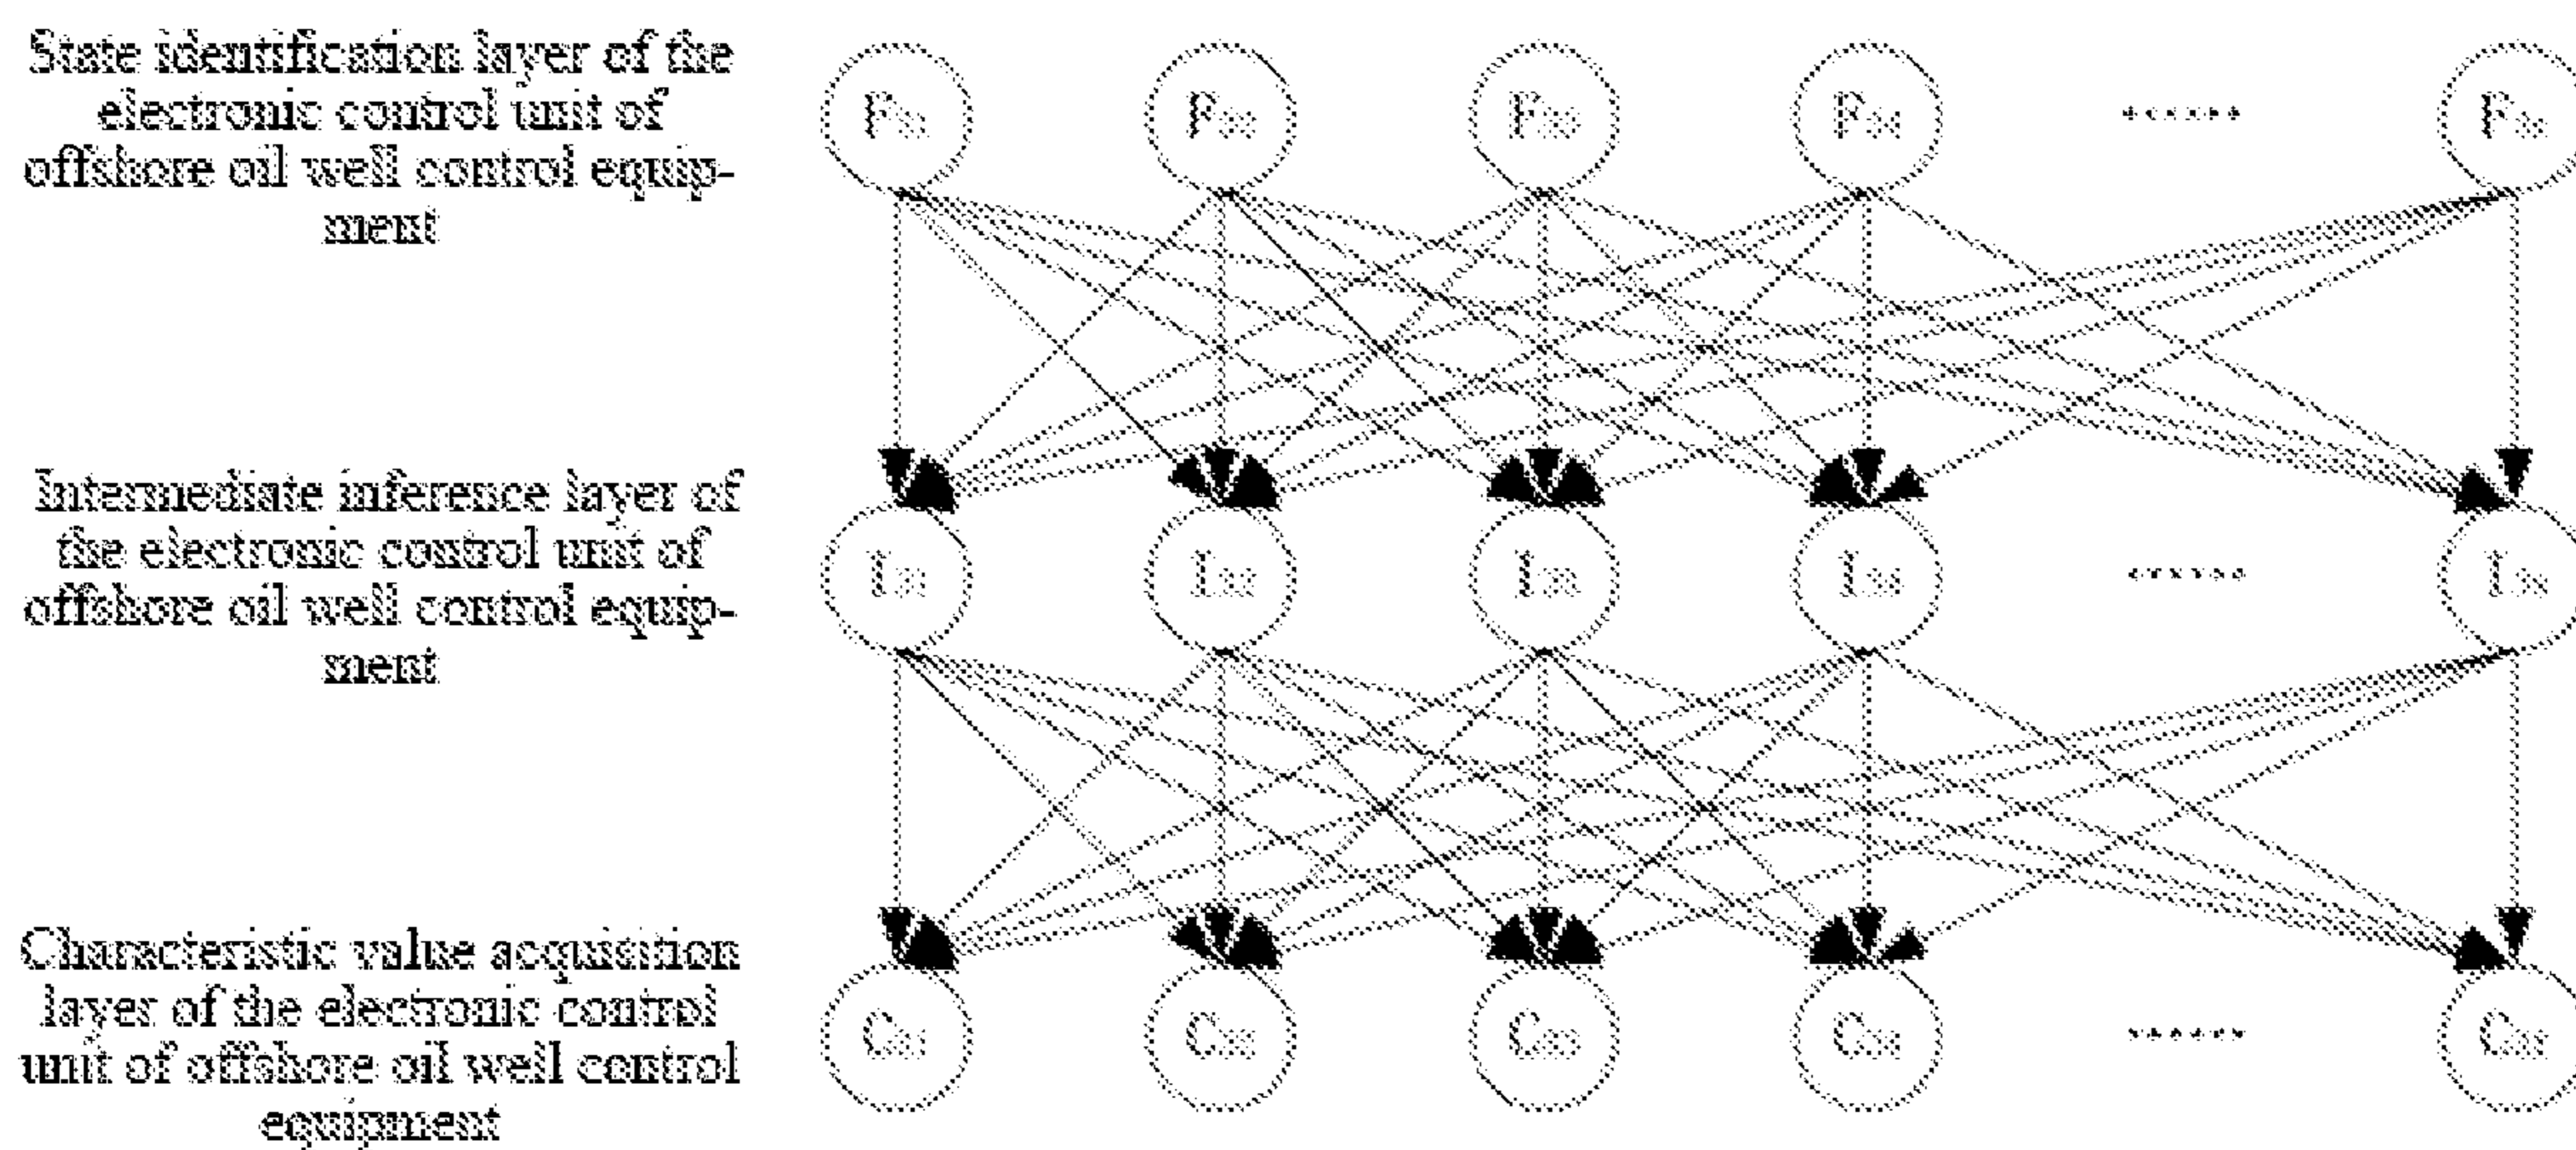 State identification layer of the
electronic control unit of
offshore oil well control equip-
ment
Intermediate inference layer of
the electronic control unit of
offshore oil well control equip-
ment
Characteristic value acquisition
layer of the electronic control
unit of offshore oil well control
equipment
......
......
......